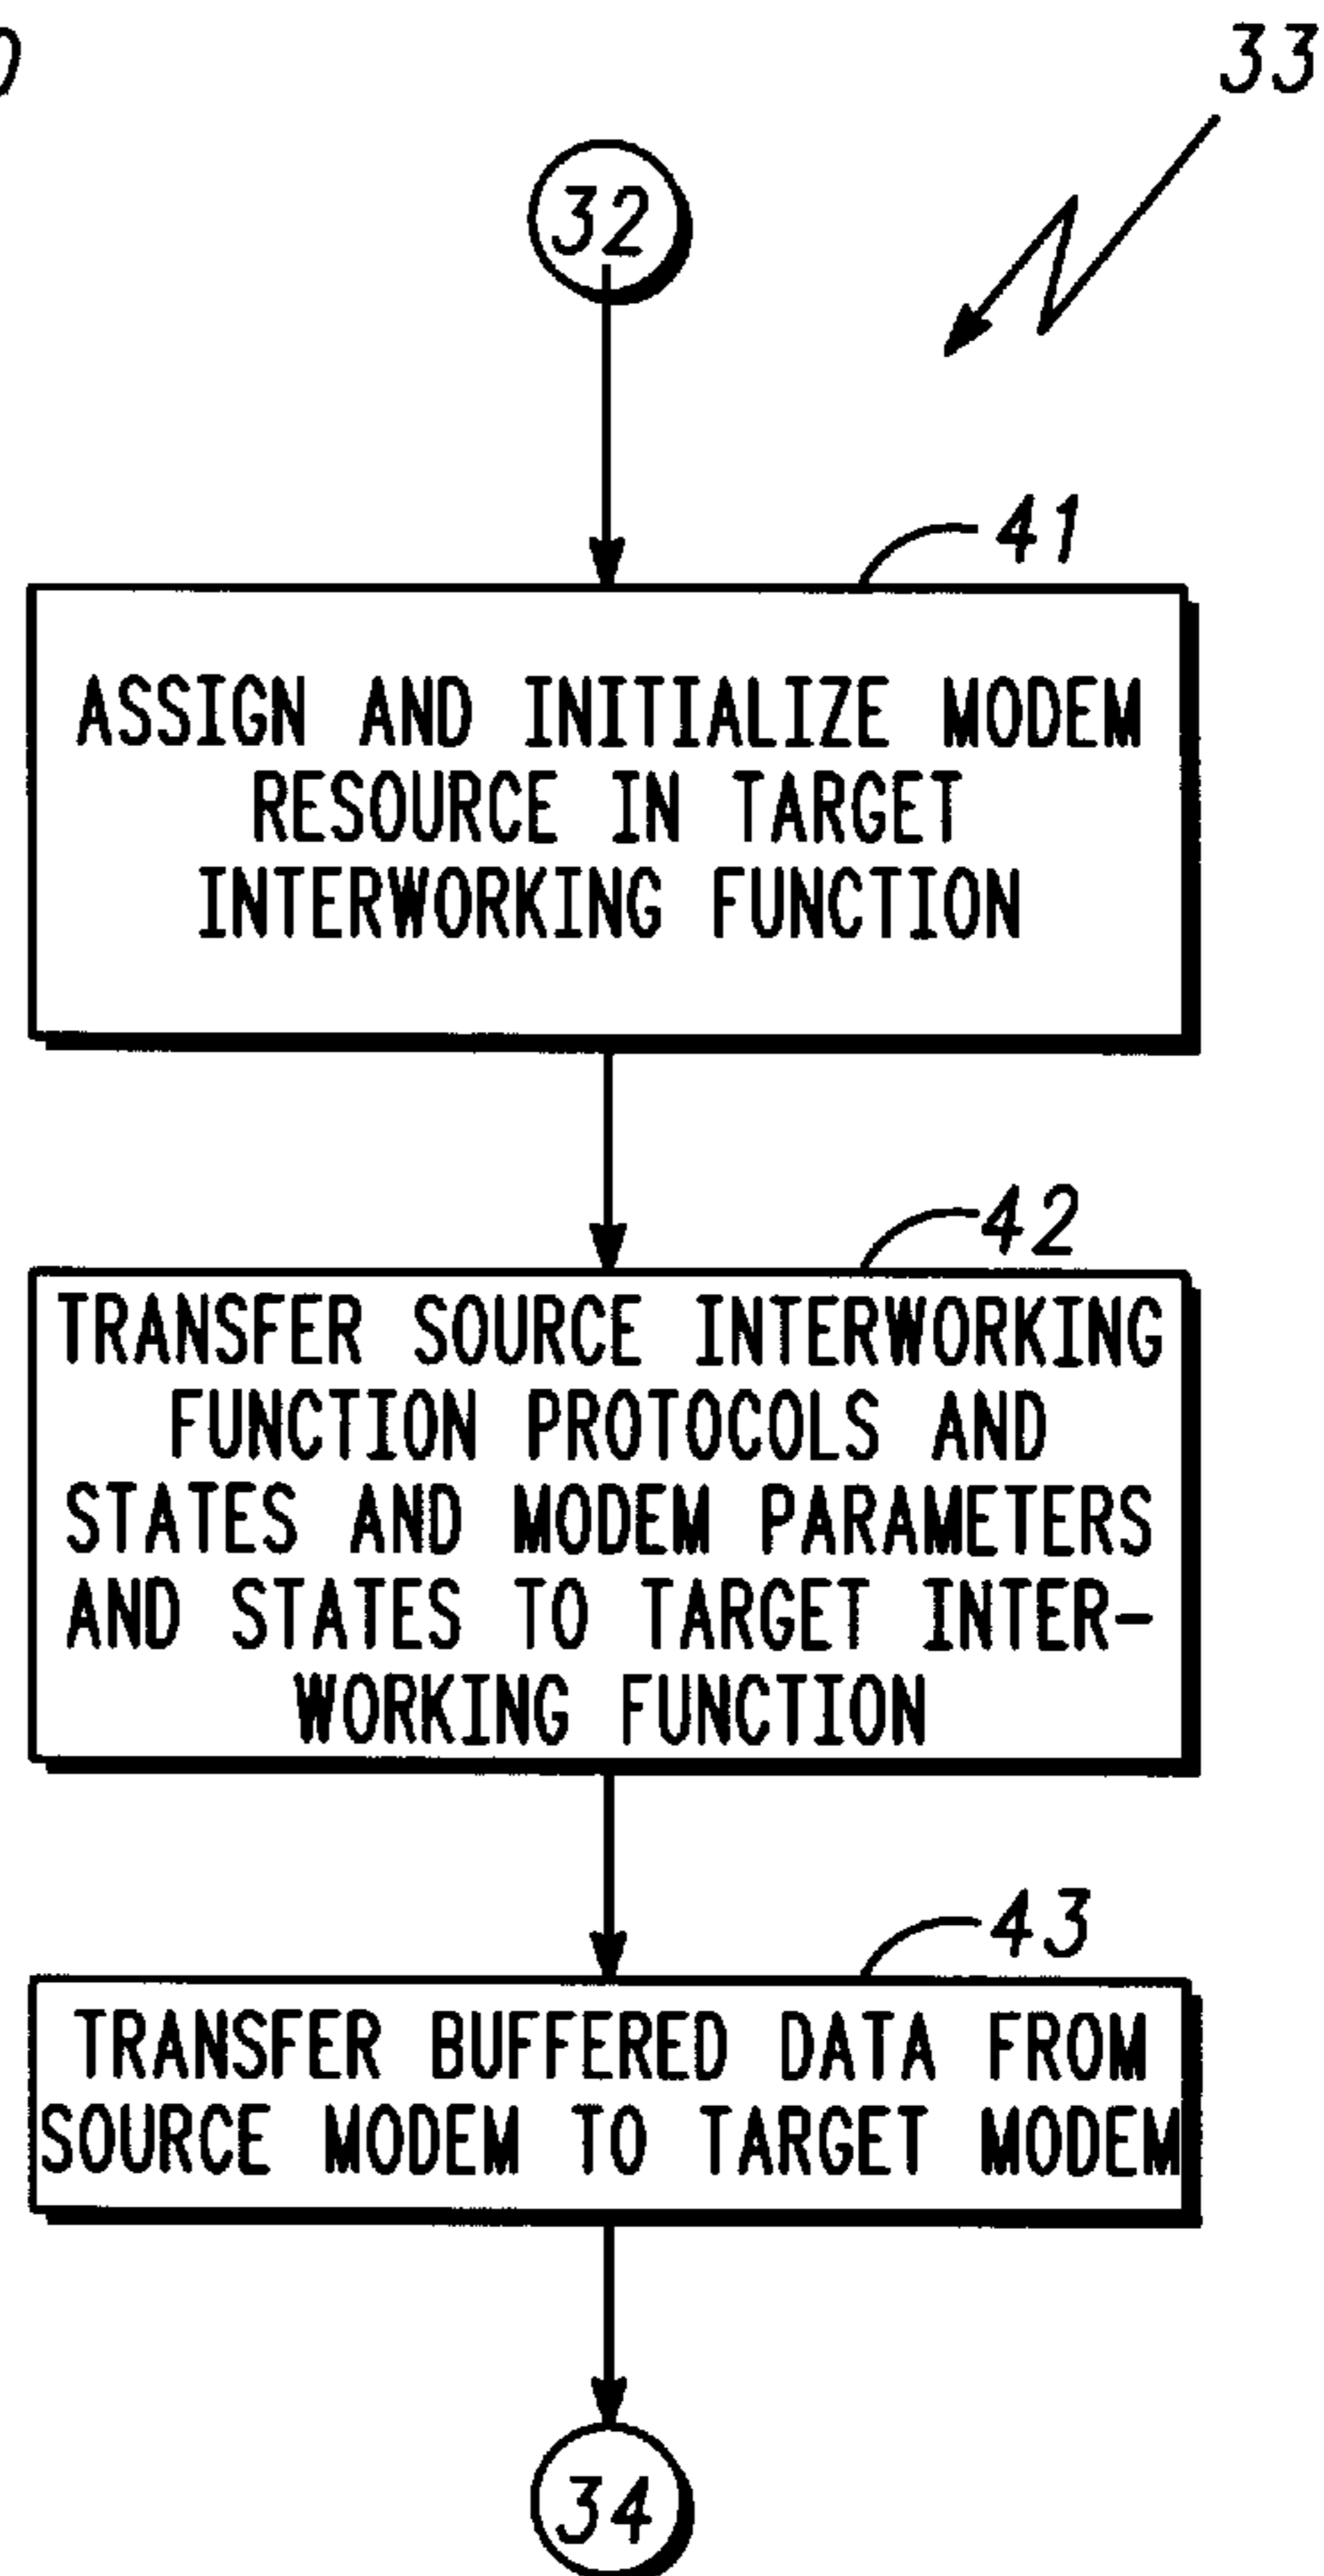 33
32
41
ASSIGN AND INITIALIZE MODEM
RESOURCE IN TARGET
INTERWORKING FUNCTION
42
TRANSFER SOURCE INTERWORKING
FUNCTION PROTOCOLS AND
STATES AND MODEM PARAMETERS
AND STATES TO TARGET INTER-
WORKING FUNCTION
43
TRANSFER BUFFERED DATA FROM
SOURCE MODEM TO TARGET MODEM
34